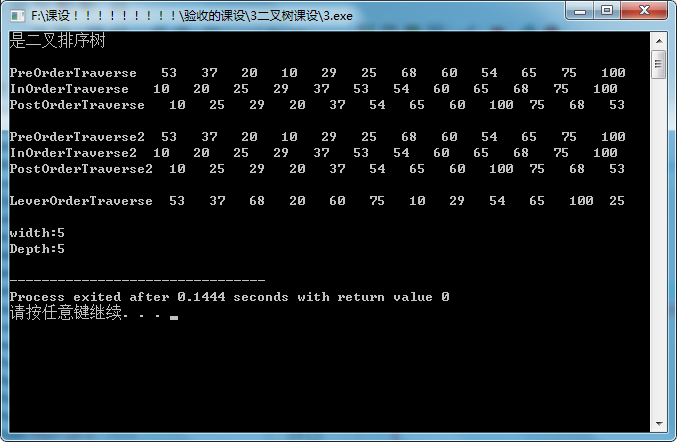 F:\课设！！！！！！！！！\验收的课设\3二叉树课设\3.exe
是二叉排序树
PreOrderTraverse 53 37 20 10 29 25 68 60 54 65 75 100
InOrderTraverse 10 20 25 29 37 53 54 60 65 68 75 100
PostOrderTraverse 10 25 29 20 37 54 65 60 100 75 68 53
PreOrderTraverse2 53 37 20 10 29 25 68 60 54 65 75 100
InOrderTraverse2 10 20 25 29 37 53 54 60 65 68 75 100
PostOrderTraverse2 10 25 29 20 37 54 65 60 100 75 68 53
LeverOrderTraverse 53 37 68 20 60 75 10 29 54 65 100 25
width:5
Depth:5
--------------------------------
Process exited after 0.1444 seconds with return value 0
请按任意键继续. . .